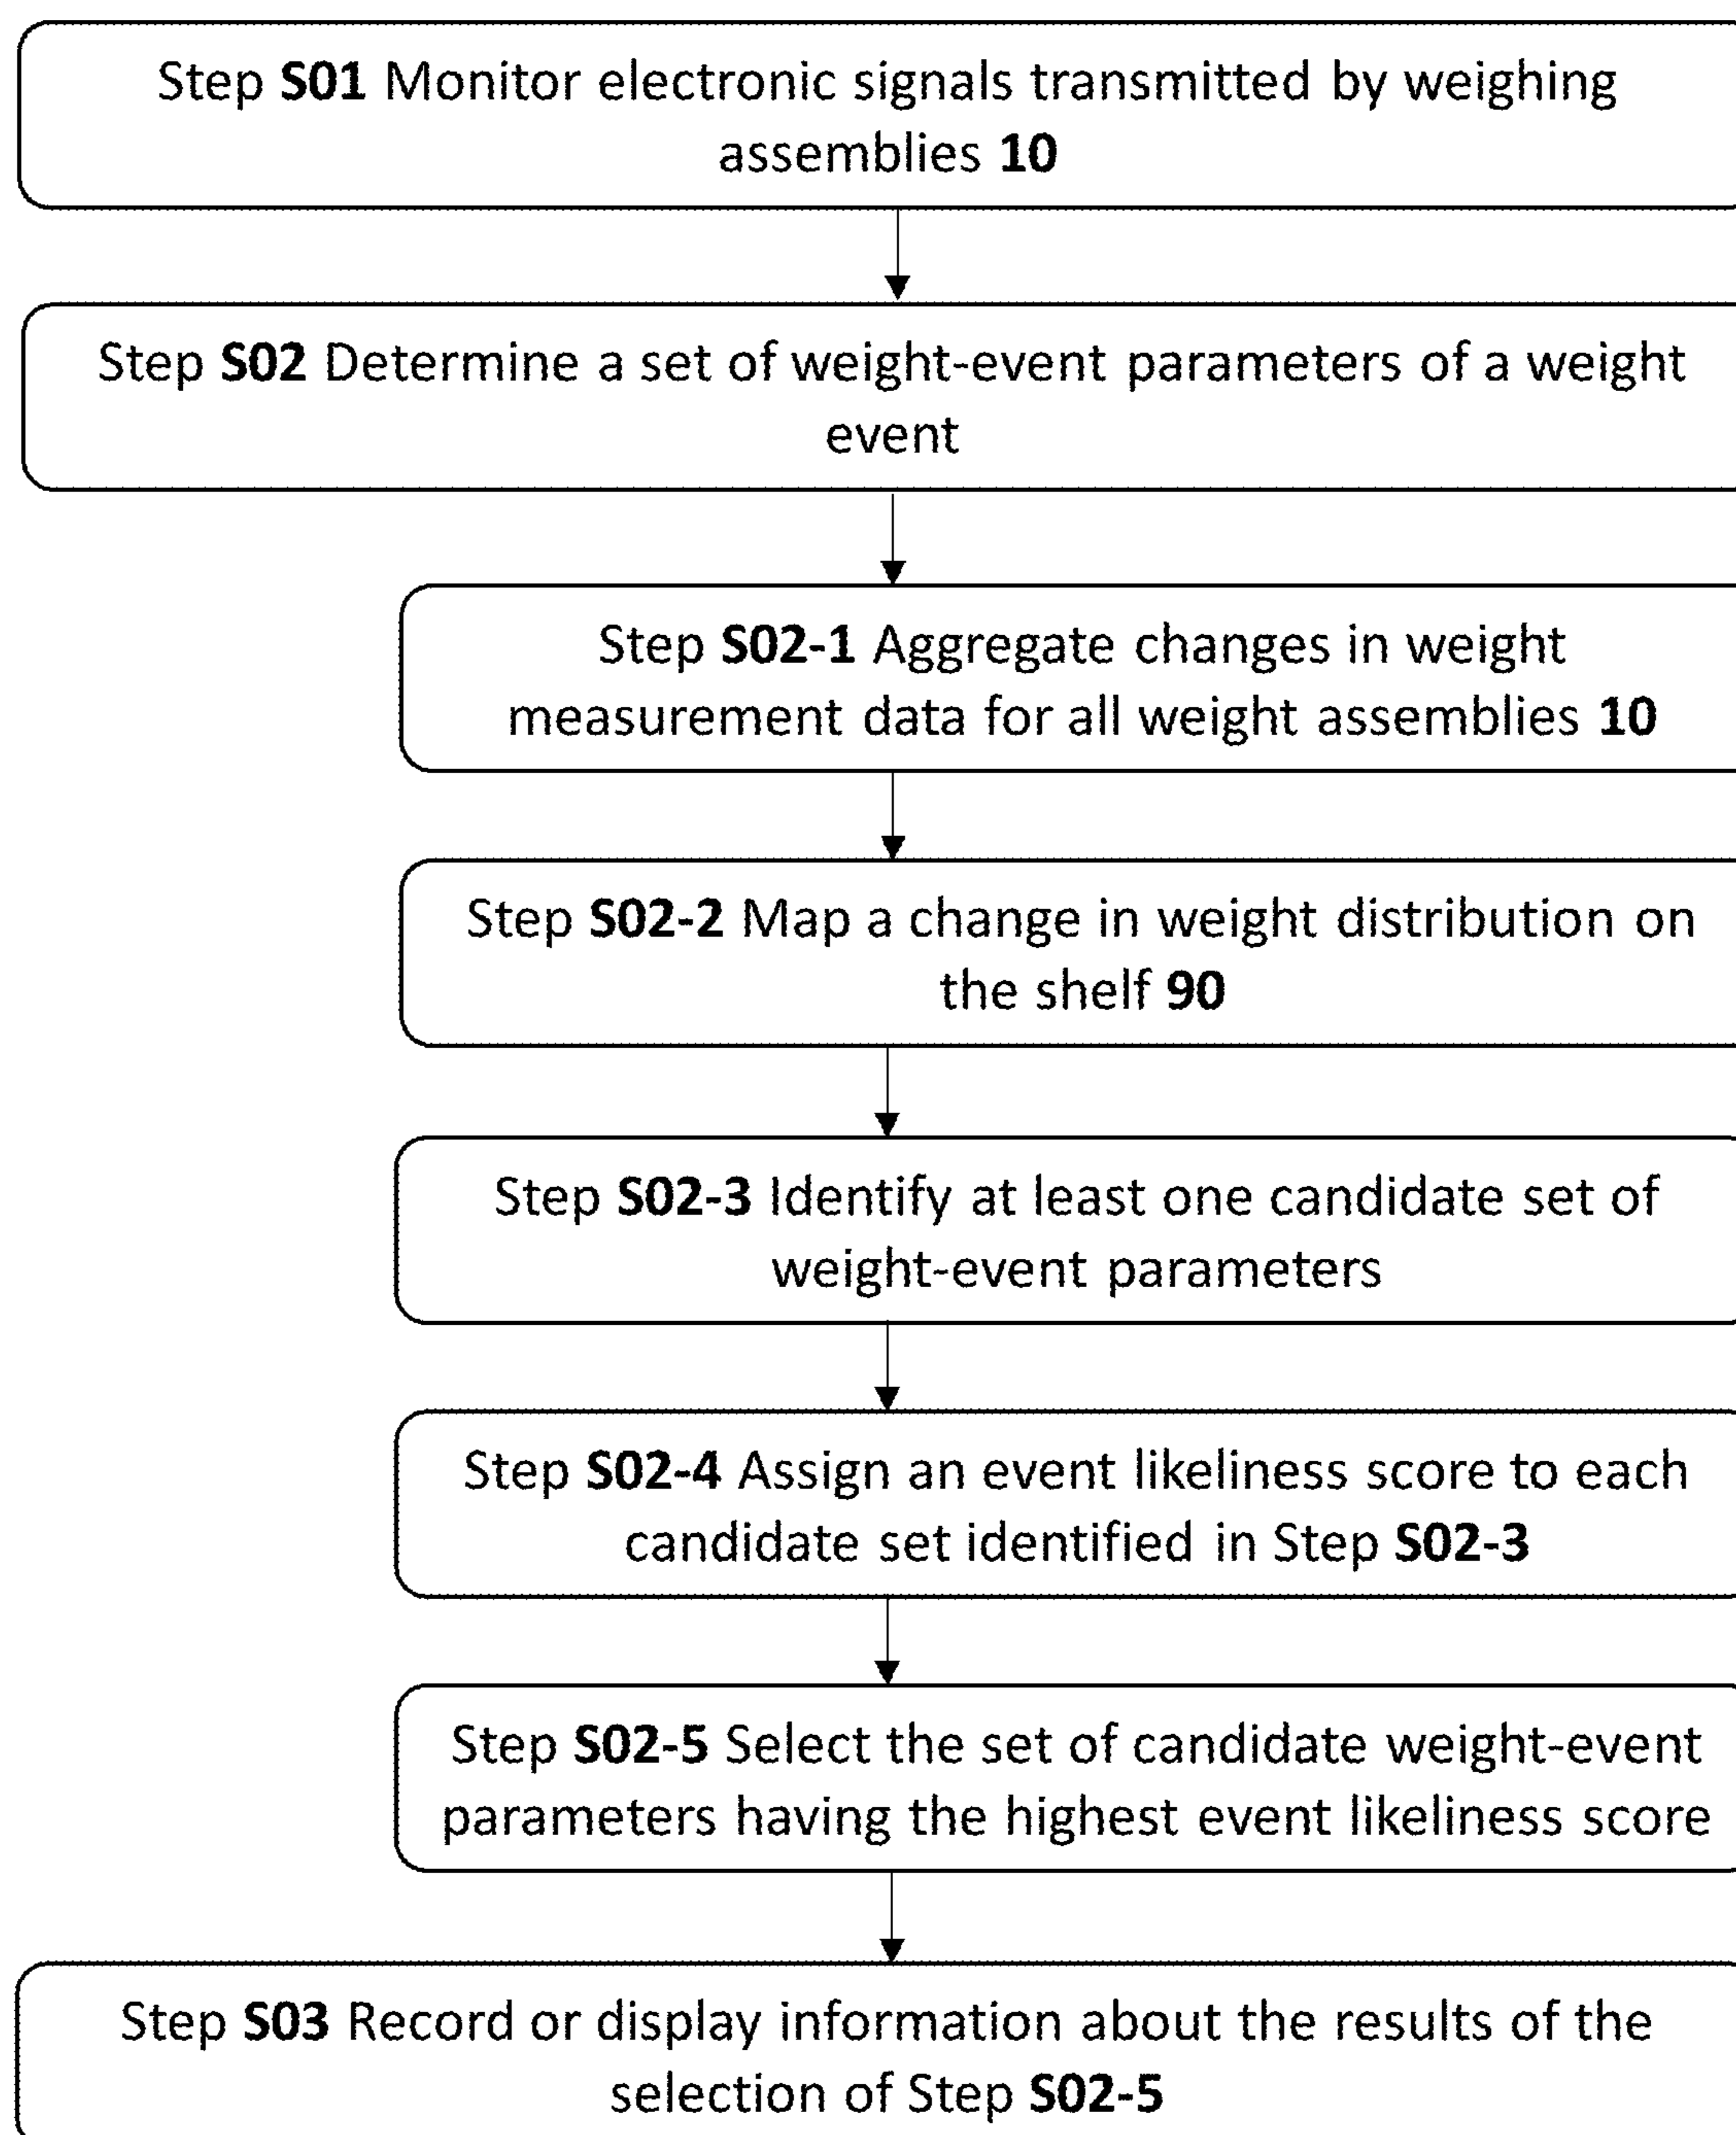 Step S01 Monitor electronic signals transmitted by weighing
assemblies 10
Step S02 Determine a set of weight-event parameters of a weight
event
Step S02-1 Aggregate changes in weight
measurement data for all weight assemblies 10
Step S02-2 Map a change in weight distribution on
the shelf 90
Step S02-3 Identify at least one candidate set of
weight-event parameters
Step S02-4 Assign an event likeliness score to each
candidate set identified in Step S02-3
Step S02-5 Select the set of candidate weight-event
parameters having the highest event likeliness score
Step S03 Record or display information about the results of the
selection of Step S02-5